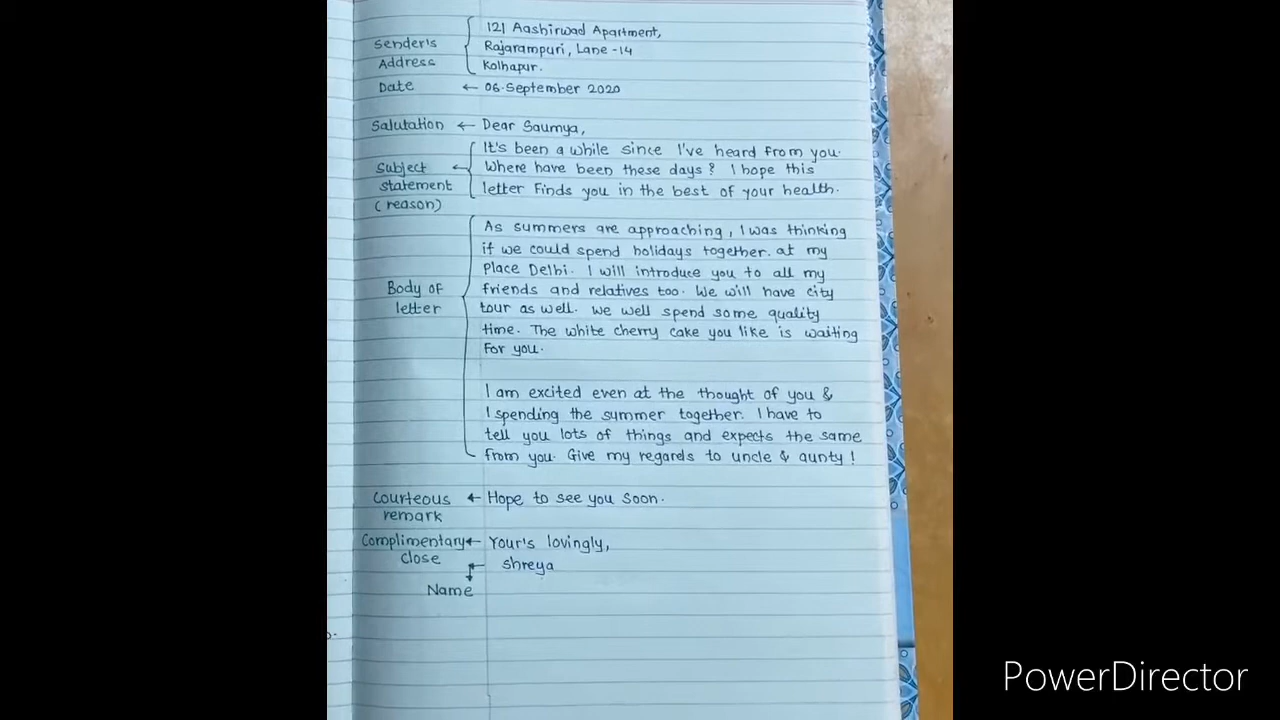 121 Aashirwad Apartment,
Sender's Rajarampuri, Lane -14
Address Kolhapur.
Date ← 06. September 2020
Salutation ← Dear Saumya,
It's been a while since I've heard from you.
Subject ← Where have been these days? I hope this
statement letter finds you in the best of your health.
(reason)
As summers are approaching, I was thinking
if we could spend holidays together. at my
Place Delhi. I will introduce you to all my
Body of friends and relatives too. We will have city
letter tour as well. we well spend some quality
time. The white cherry cake you like is waiting
for you.
I am excited even at the thought of you &
I spending the summer together. I have to
tell you lots of things and expects the same
from you. Give my regards to uncle & aunty!
Courteous ← Hope to see you soon.
remark
Complimentary ← Your's lovingly,
Close
shreya
Name
PowerDirector